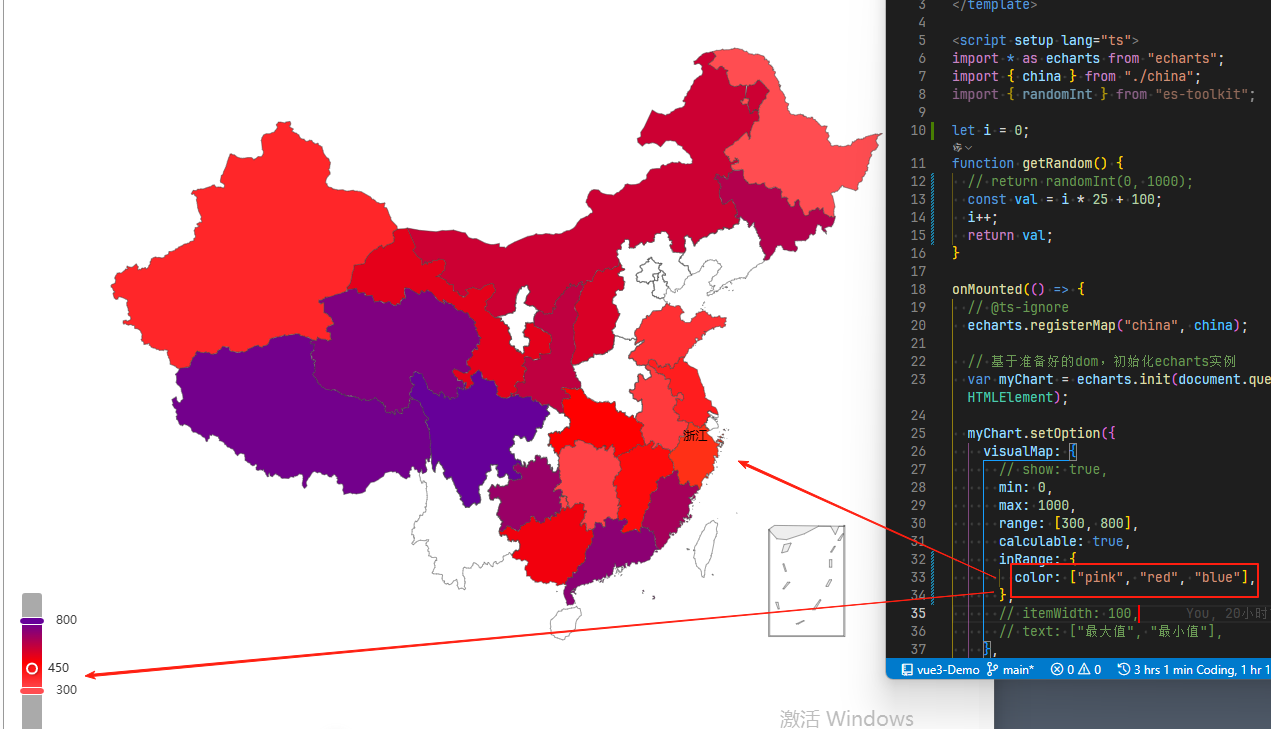 浙江
800
450
300
3 </template>
4
5 <script setup lang="ts">
6 import * as echarts from "echarts";
7 import { china } from "./china";
8 import { randomInt } from "es-toolkit";
9
10 let i = 0;
11 function getRandom() {
12 // return randomInt(0, 1000);
13 const val = i * 25 + 100;
14 i++;
15 return val;
16 }
17
18 onMounted(() => {
19 // @ts-ignore
20 echarts.registerMap("china", china);
21
22 // 基于准备好的dom，初始化echarts实例
23 var myChart = echarts.init(document.que
HTMLElement);
24
25 myChart.setOption({
26 visualMap: {
27 // show: true,
28 min: 0,
29 max: 1000,
30 range: [300, 800],
31 calculable: true,
32 inRange: {
33 color: ["pink", "red", "blue"],
34 },
35 // itemWidth: 100, You, 20小时
36 // text: ["最大值", "最小值"],
37 },
vue3-Demo main* 0 0 3 hrs 1 min Coding, 1 hr 1
激活 Windows